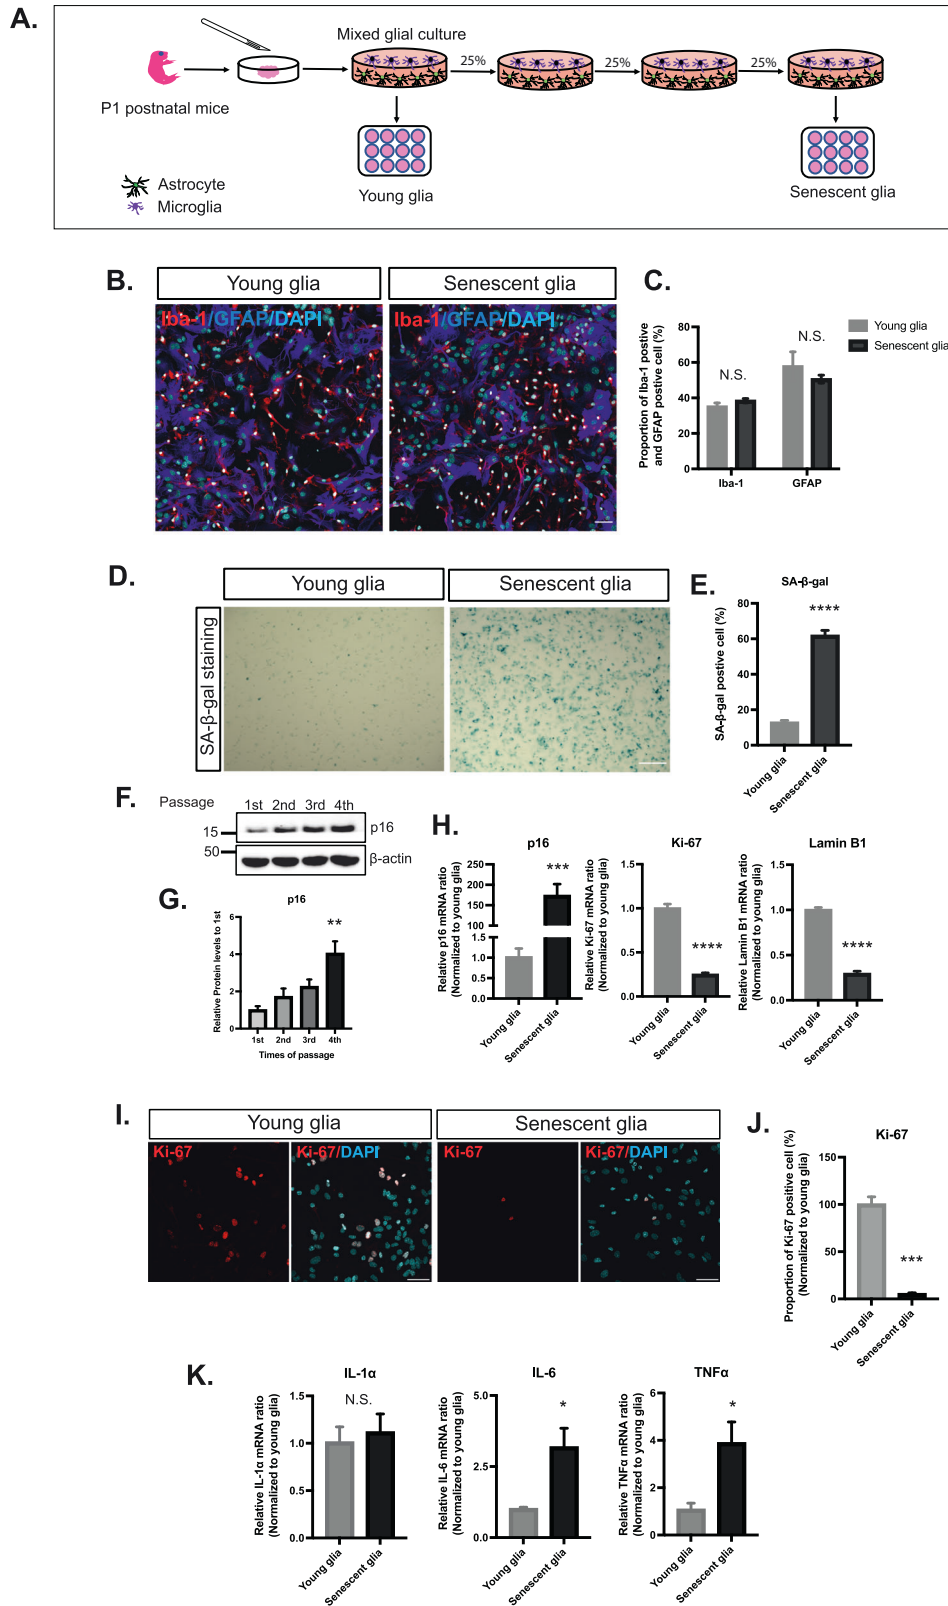 A.
Mixed glial culture
25%
25%
25%
P1 postnatal mice
Astrocyte
Microglia
Young glia
Senescent glia
B.
Young glia
Senescent glia
Iba-1/GFAP/DAPI
Iba-1/GFAP/DAPI
C.
Proportion of Iba-1 postive
and GFAP postive cell (%)
80
60
40
20
0
N.S.
N.S.
Iba-1
GFAP
Young glia
Senescent glia
D.
Young glia
Senescent glia
SA-β-gal staining
E.
SA-β-gal
SA-β-gal postive cell (%)
80
60
40
20
0
****
Young glia
Senescent glia
F.
Passage
1st 2nd 3rd 4th
15
p16
50
β-actin
G.
p16
Relative Protein levels to 1st
6
4
2
0
**
1st 2nd 3rd 4th
Times of passage
H.
p16
Relative p16 mRNA ratio
(Normalized to young glia)
250
200
150
100
1.5
1.0
0.5
0.0
***
Young glia
Senescent glia
Ki-67
Relative Ki-67 mRNA ratio
(Normalized to young glia)
1.5
1.0
0.5
0.0
****
Young glia
Senescent glia
Lamin B1
Relative Lamin B1 mRNA ratio
(Normalized to young glia)
1.5
1.0
0.5
0.0
****
Young glia
Senescent glia
I.
Young glia
Senescent glia
Ki-67
Ki-67/DAPI
Ki-67
Ki-67/DAPI
J.
Ki-67
Proportion of Ki-67 positive cell (%)
(Normalized to young glia)
150
100
50
0
***
Young glia
Senescent glia
K.
IL-1α
Relative IL-1α mRNA ratio
(Normalized to young glia)
1.5
1.0
0.5
0.0
N.S.
Young glia
Senescent glia
IL-6
Relative IL-6 mRNA ratio
(Normalized to young glia)
5.0
2.5
0.0
*
Young glia
Senescent glia
TNFα
Relative TNFα mRNA ratio
(Normalized to young glia)
6
4
2
0
*
Young glia
Senescent glia